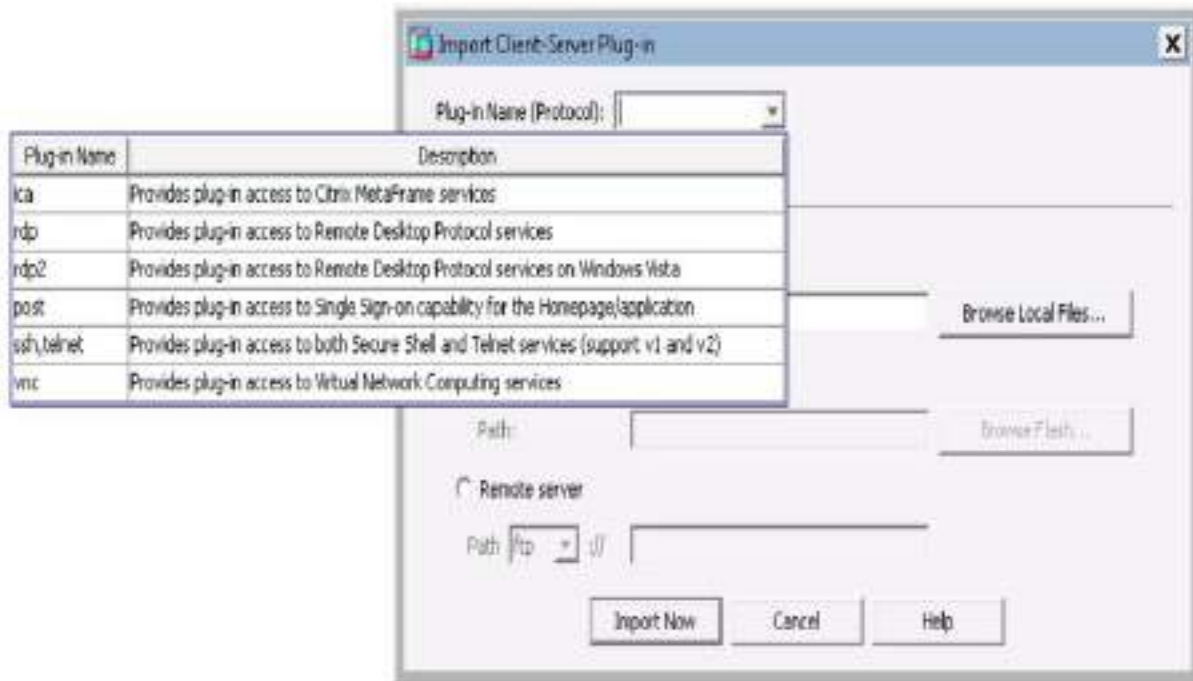 Import Client-Server Plug-in
Plug-in Name (Protocol):
Plug-in Name Description
ica Provides plug-in access to Citrix MetaFrame services
rdp Provides plug-in access to Remote Desktop Protocol services
rdp2 Provides plug-in access to Remote Desktop Protocol services on Windows Vista
post Provides plug-in access to Single Sign-on capability for the Homepage/application
ssh,telnet Provides plug-in access to both Secure Shell and Telnet services (support v1 and v2)
vnc Provides plug-in access to Virtual Network Computing services
Browse Local Files...
Path: Browse Flash...
Remote server
Path ftp ://
Import Now Cancel Help